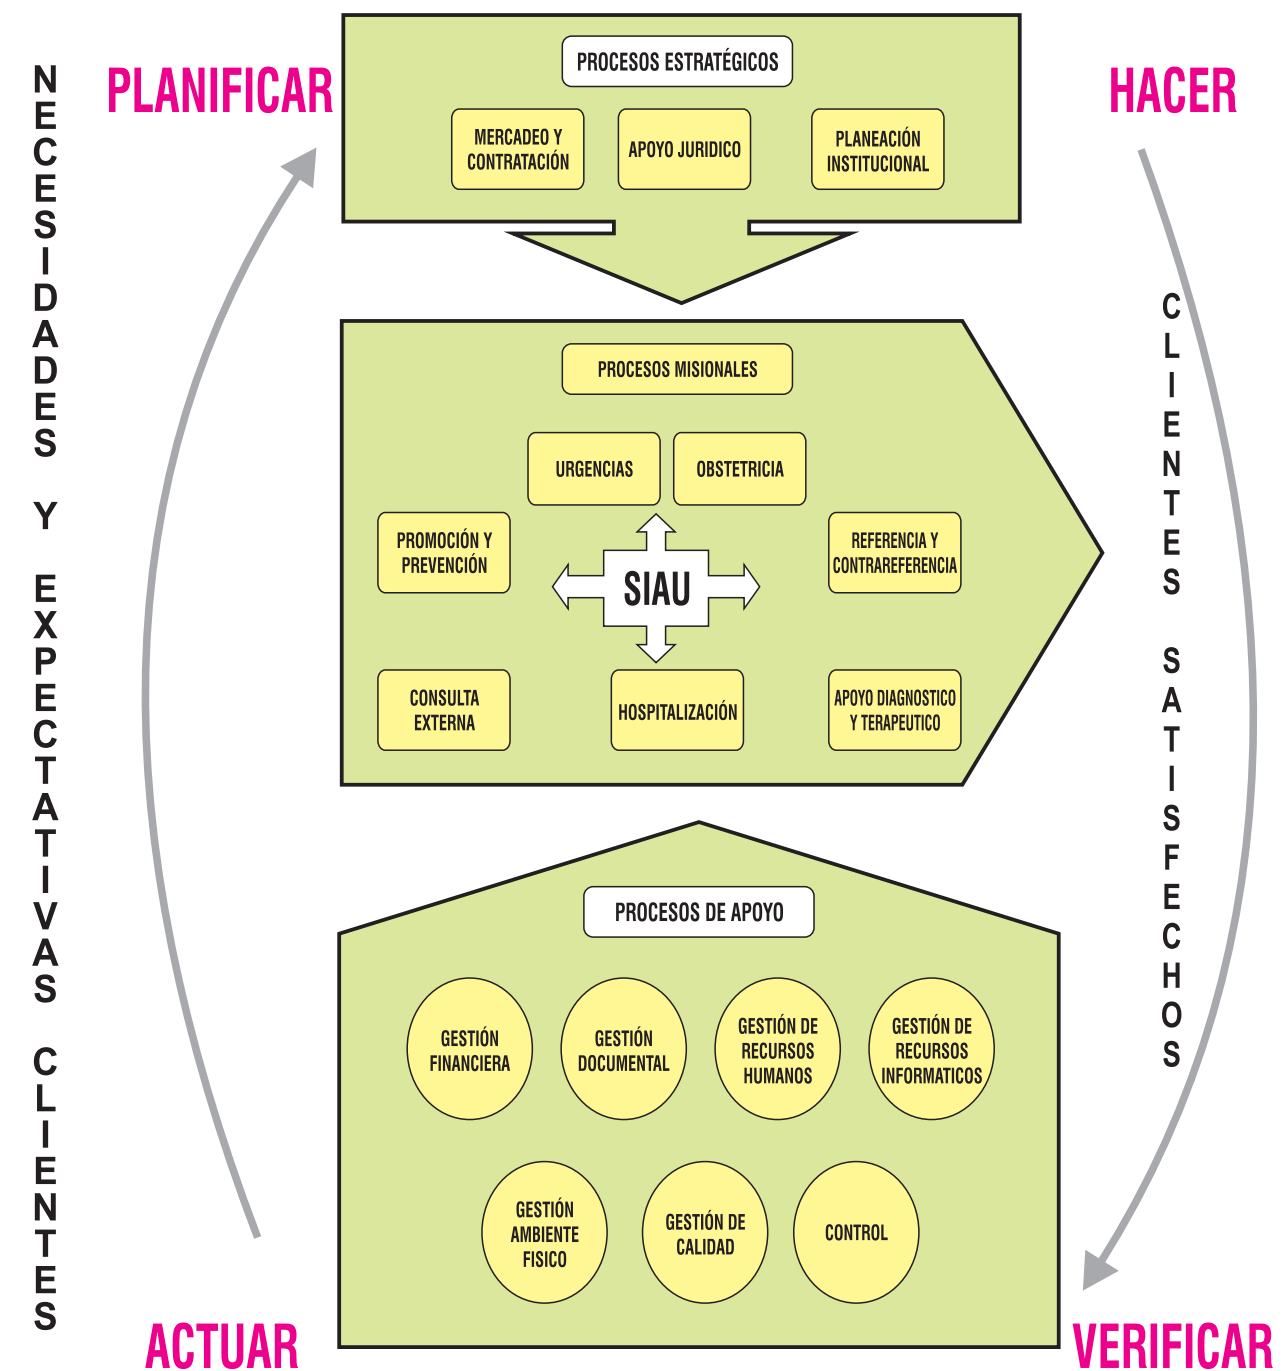 NECESIDADES Y EXPECTATIVAS CLIENTES
PLANIFICAR
HACER
PROCESOS ESTRATÉGICOS
MERCADEO Y
CONTRATACIÓN
APOYO JURIDICO
PLANEACIÓN
INSTITUCIONAL
CLIENTES SATISFECHOS
PROCESOS MISIONALES
URGENCIAS
OBSTETRICIA
PROMOCIÓN Y
PREVENCIÓN
SIAU
REFERENCIA Y
CONTRAREFERENCIA
CONSULTA
EXTERNA
HOSPITALIZACIÓN
APOYO DIAGNOSTICO
Y TERAPEUTICO
PROCESOS DE APOYO
GESTIÓN
FINANCIERA
GESTIÓN
DOCUMENTAL
GESTIÓN DE
RECURSOS
HUMANOS
GESTIÓN DE
RECURSOS
INFORMATICOS
GESTIÓN
AMBIENTE
FISICO
GESTIÓN DE
CALIDAD
CONTROL
ACTUAR
VERIFICAR